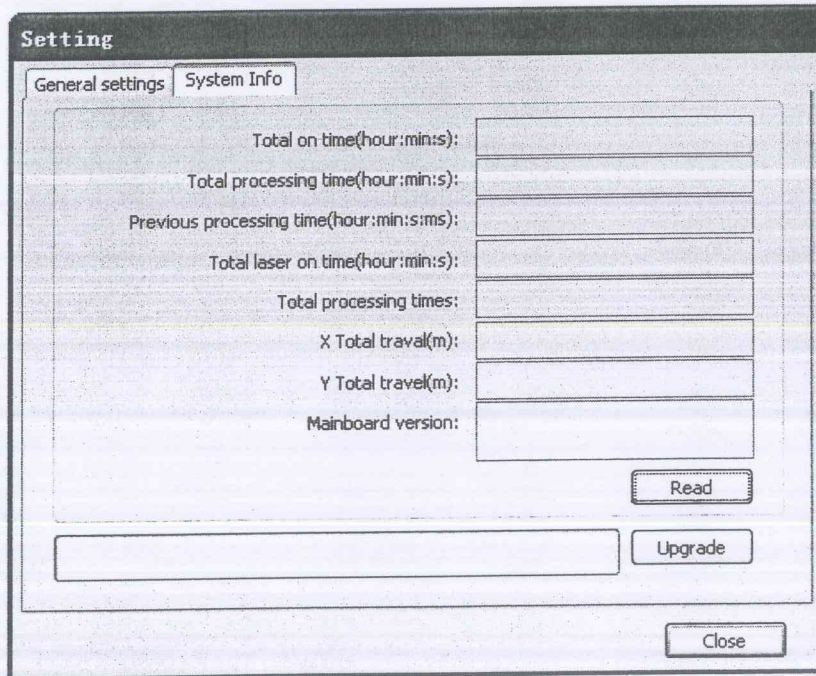 Setting
General settings System Info
Total on time(hour:min:s):
Total processing time(hour:min:s):
Previous processing time(hour:min:s:ms):
Total laser on time(hour:min:s):
Total processing times:
X Total traval(m):
Y Total travel(m):
Mainboard version:
Read
Upgrade
Close